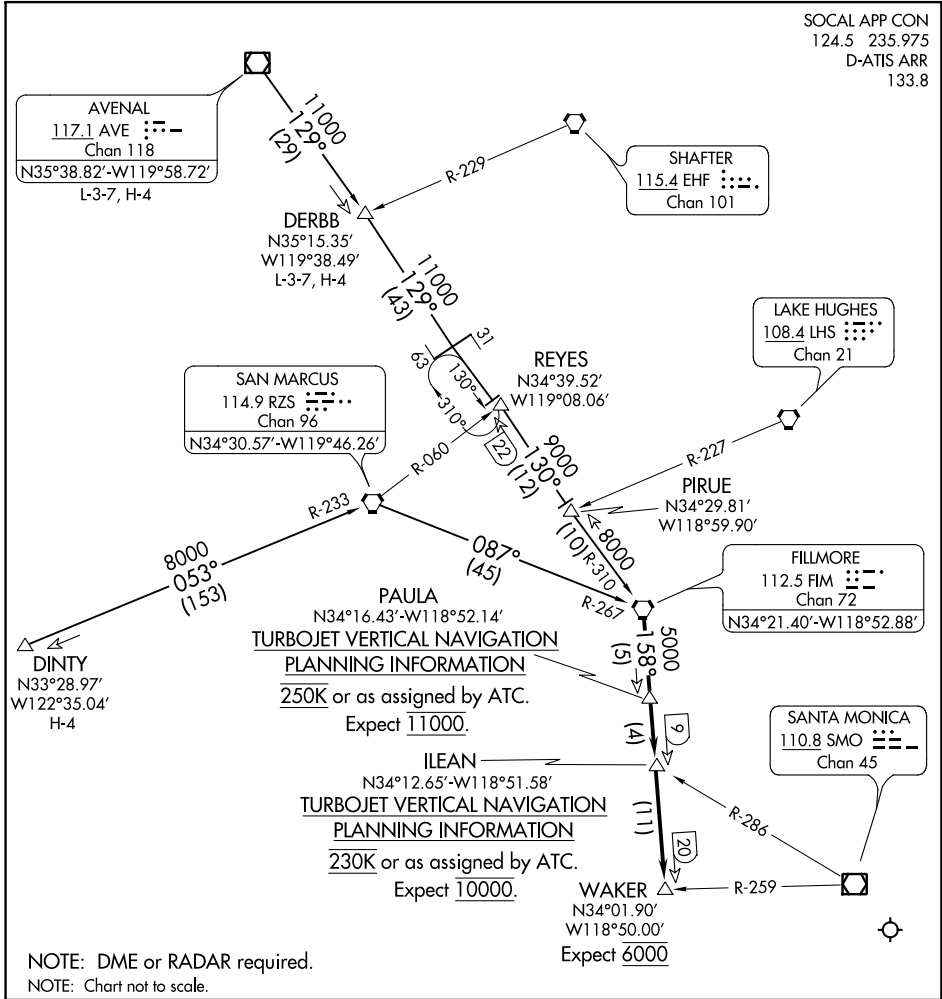 SOCAL APP CON
124.5 235.975
D-ATIS ARR
133.8
AVENAL
117.1 AVE
Chan 118
N35°38.82'-W119°58.72'
L-3-7, H-4
11000
129°
(29)
R-229
SHAFTER
115.4 EHF
Chan 101
DERBB
N35°15.35'
W119°38.49'
L-3-7, H-4
11000
129°
(43)
LAKE HUGHES
108.4 LHS
Chan 21
31
63
130°
310°
22
REYES
N34°39.52'
W119°08.06'
SAN MARCUS
114.9 RZS
Chan 96
N34°30.57'-W119°46.26'
R-060
9000
130°
(12)
R-227
R-233
PIRUE
N34°29.81'
W118°59.90'
8000
053°
(153)
087°
(45)
8000
(10)
R-310
R-267
FILLMORE
112.5 FIM
Chan 72
N34°21.40'-W118°52.88'
DINTY
N33°28.97'
W122°35.04'
H-4
PAULA
N34°16.43'-W118°52.14'
TURBOJET VERTICAL NAVIGATION
PLANNING INFORMATION
250K or as assigned by ATC.
Expect 11000.
5000
158°
(5)
(4)
9
SANTA MONICA
110.8 SMO
Chan 45
ILEAN
N34°12.65'-W118°51.58'
TURBOJET VERTICAL NAVIGATION
PLANNING INFORMATION
230K or as assigned by ATC.
Expect 10000.
(11)
20
R-286
R-259
WAKER
N34°01.90'
W118°50.00'
Expect 6000
NOTE: DME or RADAR required.
NOTE: Chart not to scale.